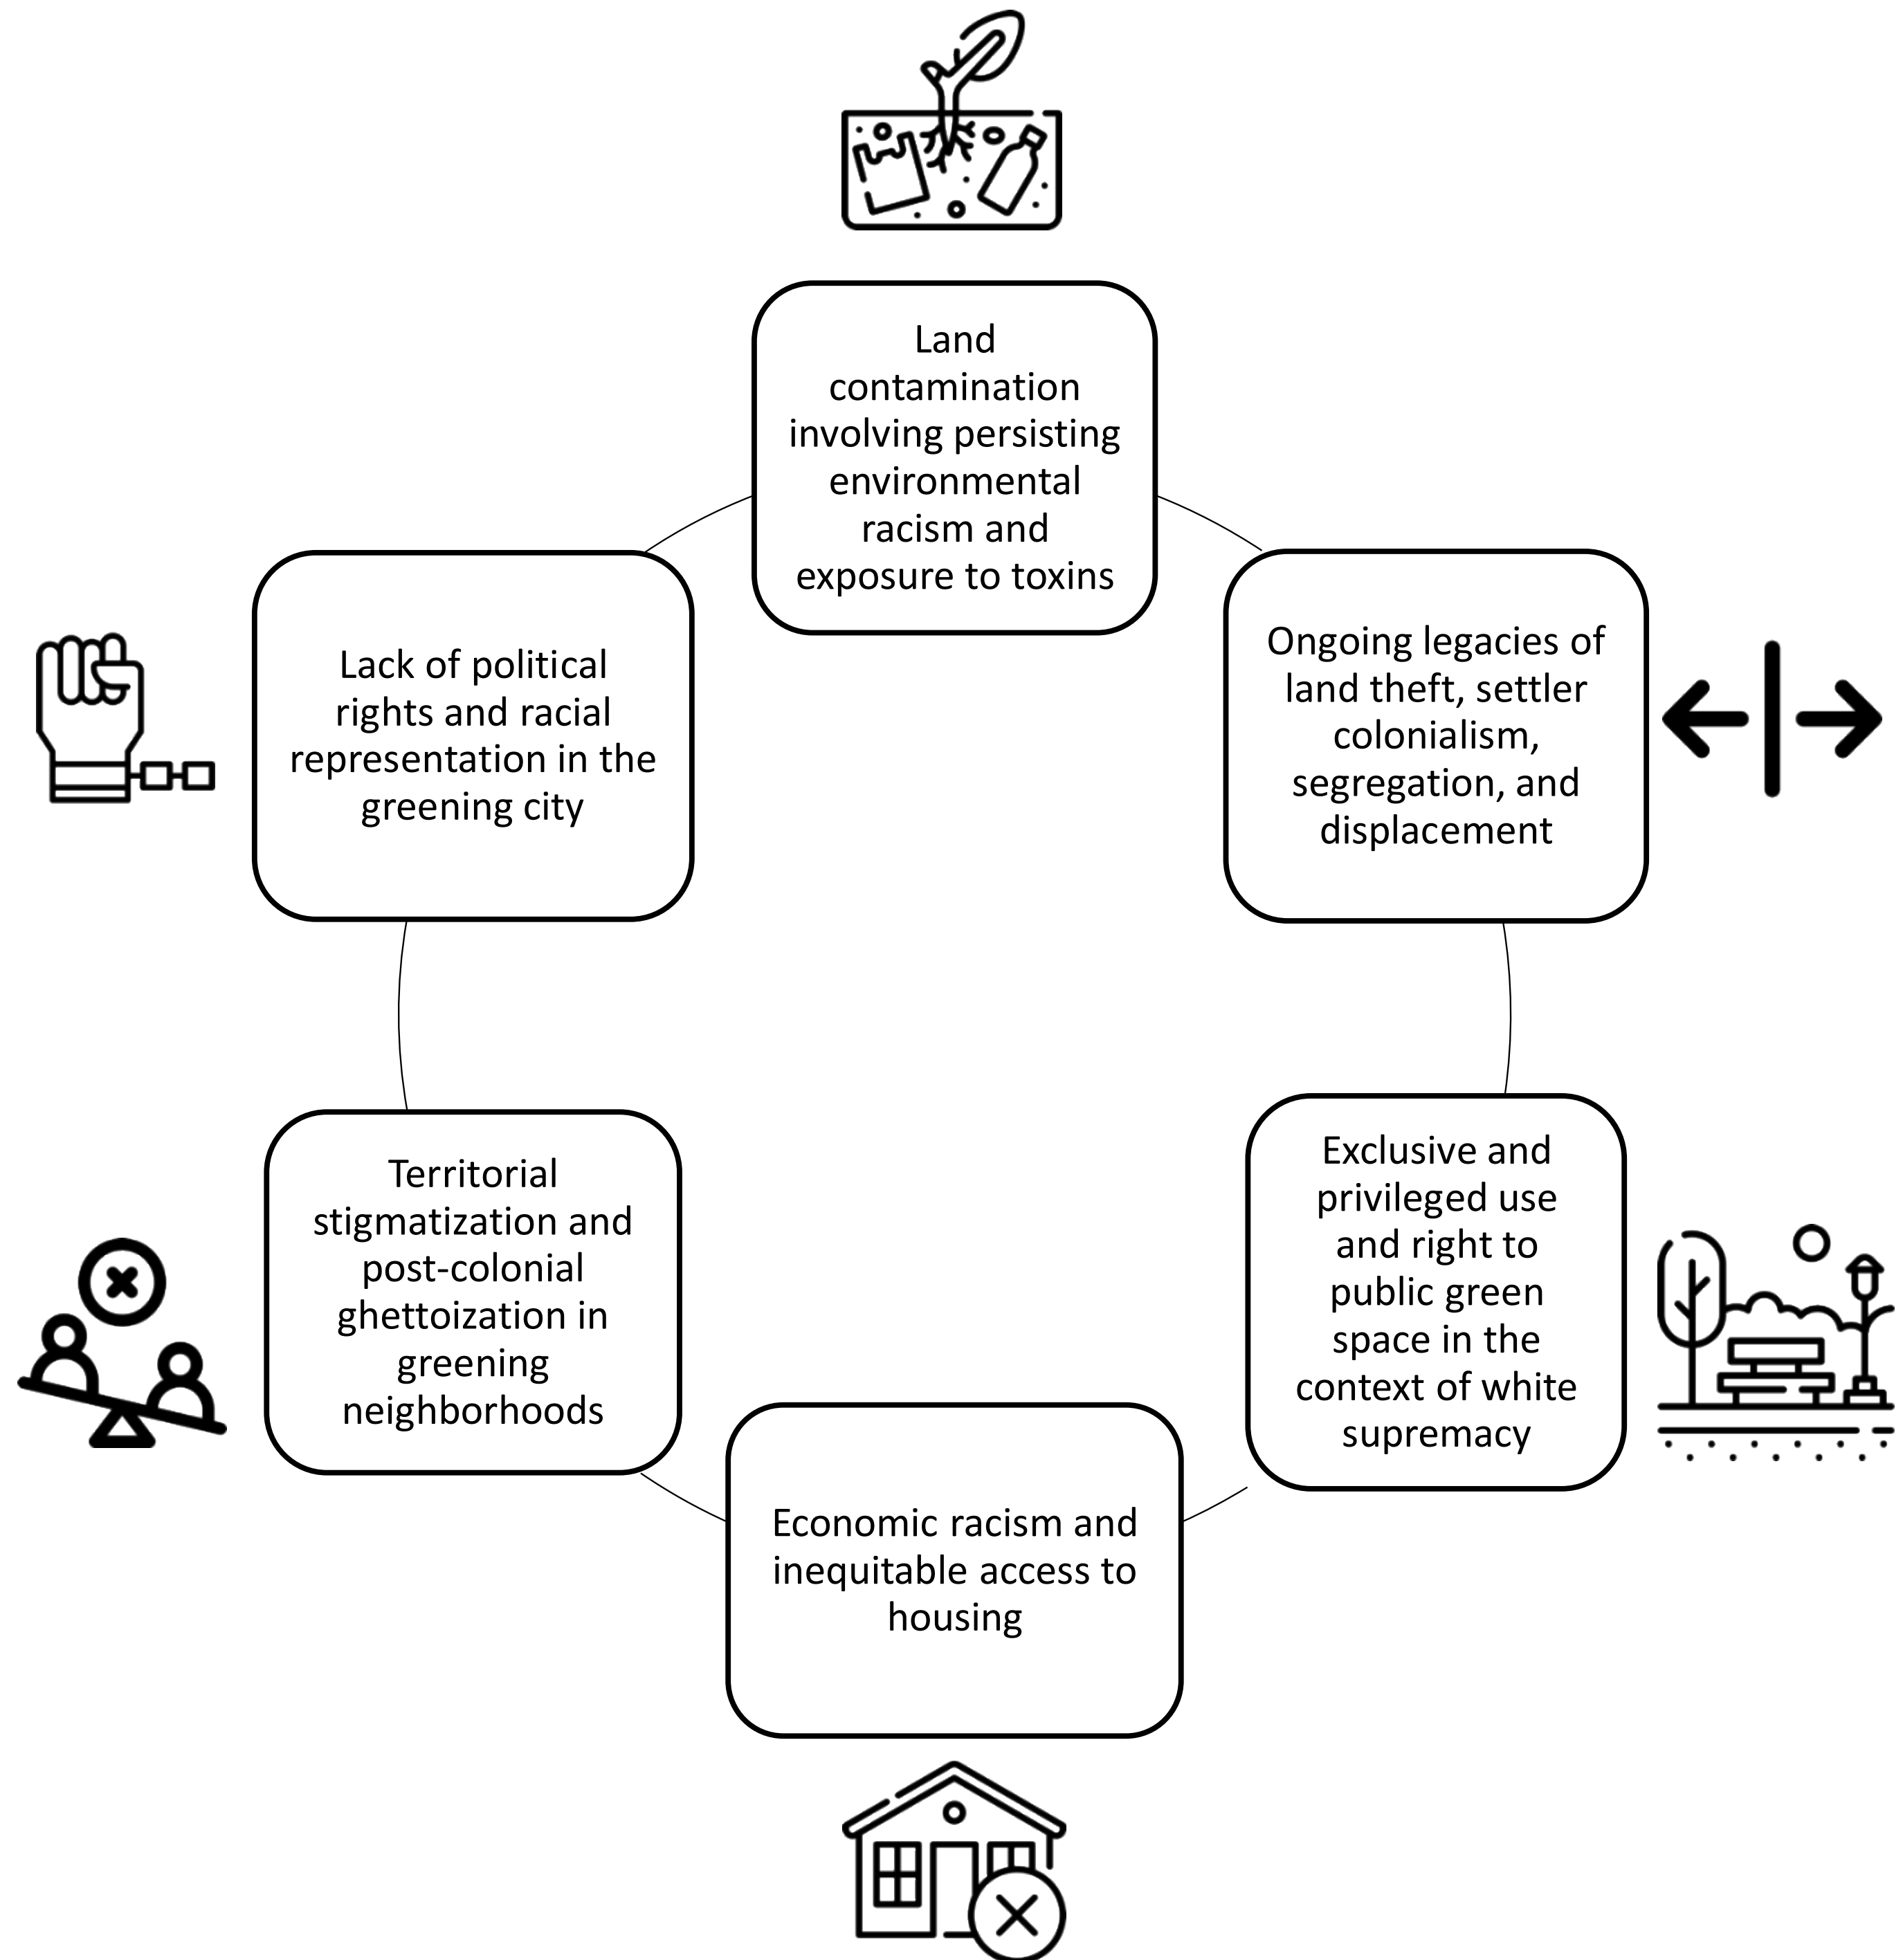 Land
contamination
involving persisting
environmental
racism and
exposure to toxins
Ongoing legacies of
land theft, settler
colonialism,
segregation, and
displacement
Exclusive and
privileged use
and right to
public green
space in the
context of white
supremacy
Economic racism and
inequitable access to
housing
Territorial
stigmatization and
post-colonial
ghettoization in
greening
neighborhoods
Lack of political
rights and racial
representation in the
greening city